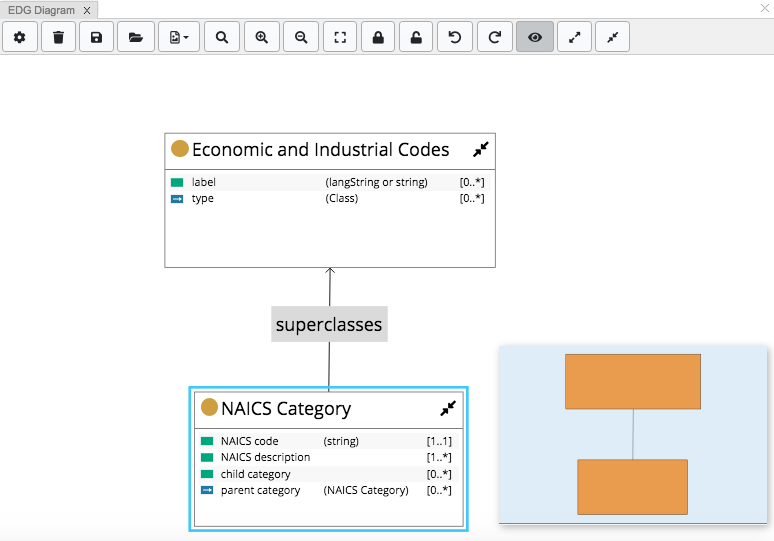 EDG Diagram X
Economic and Industrial Codes
label (langString or string) [0..*]
type (Class) [0..*]
superclasses
NAICS Category
NAICS code (string) [1..1]
NAICS description [1..*]
child category [0..*]
parent category (NAICS Category) [0..*]